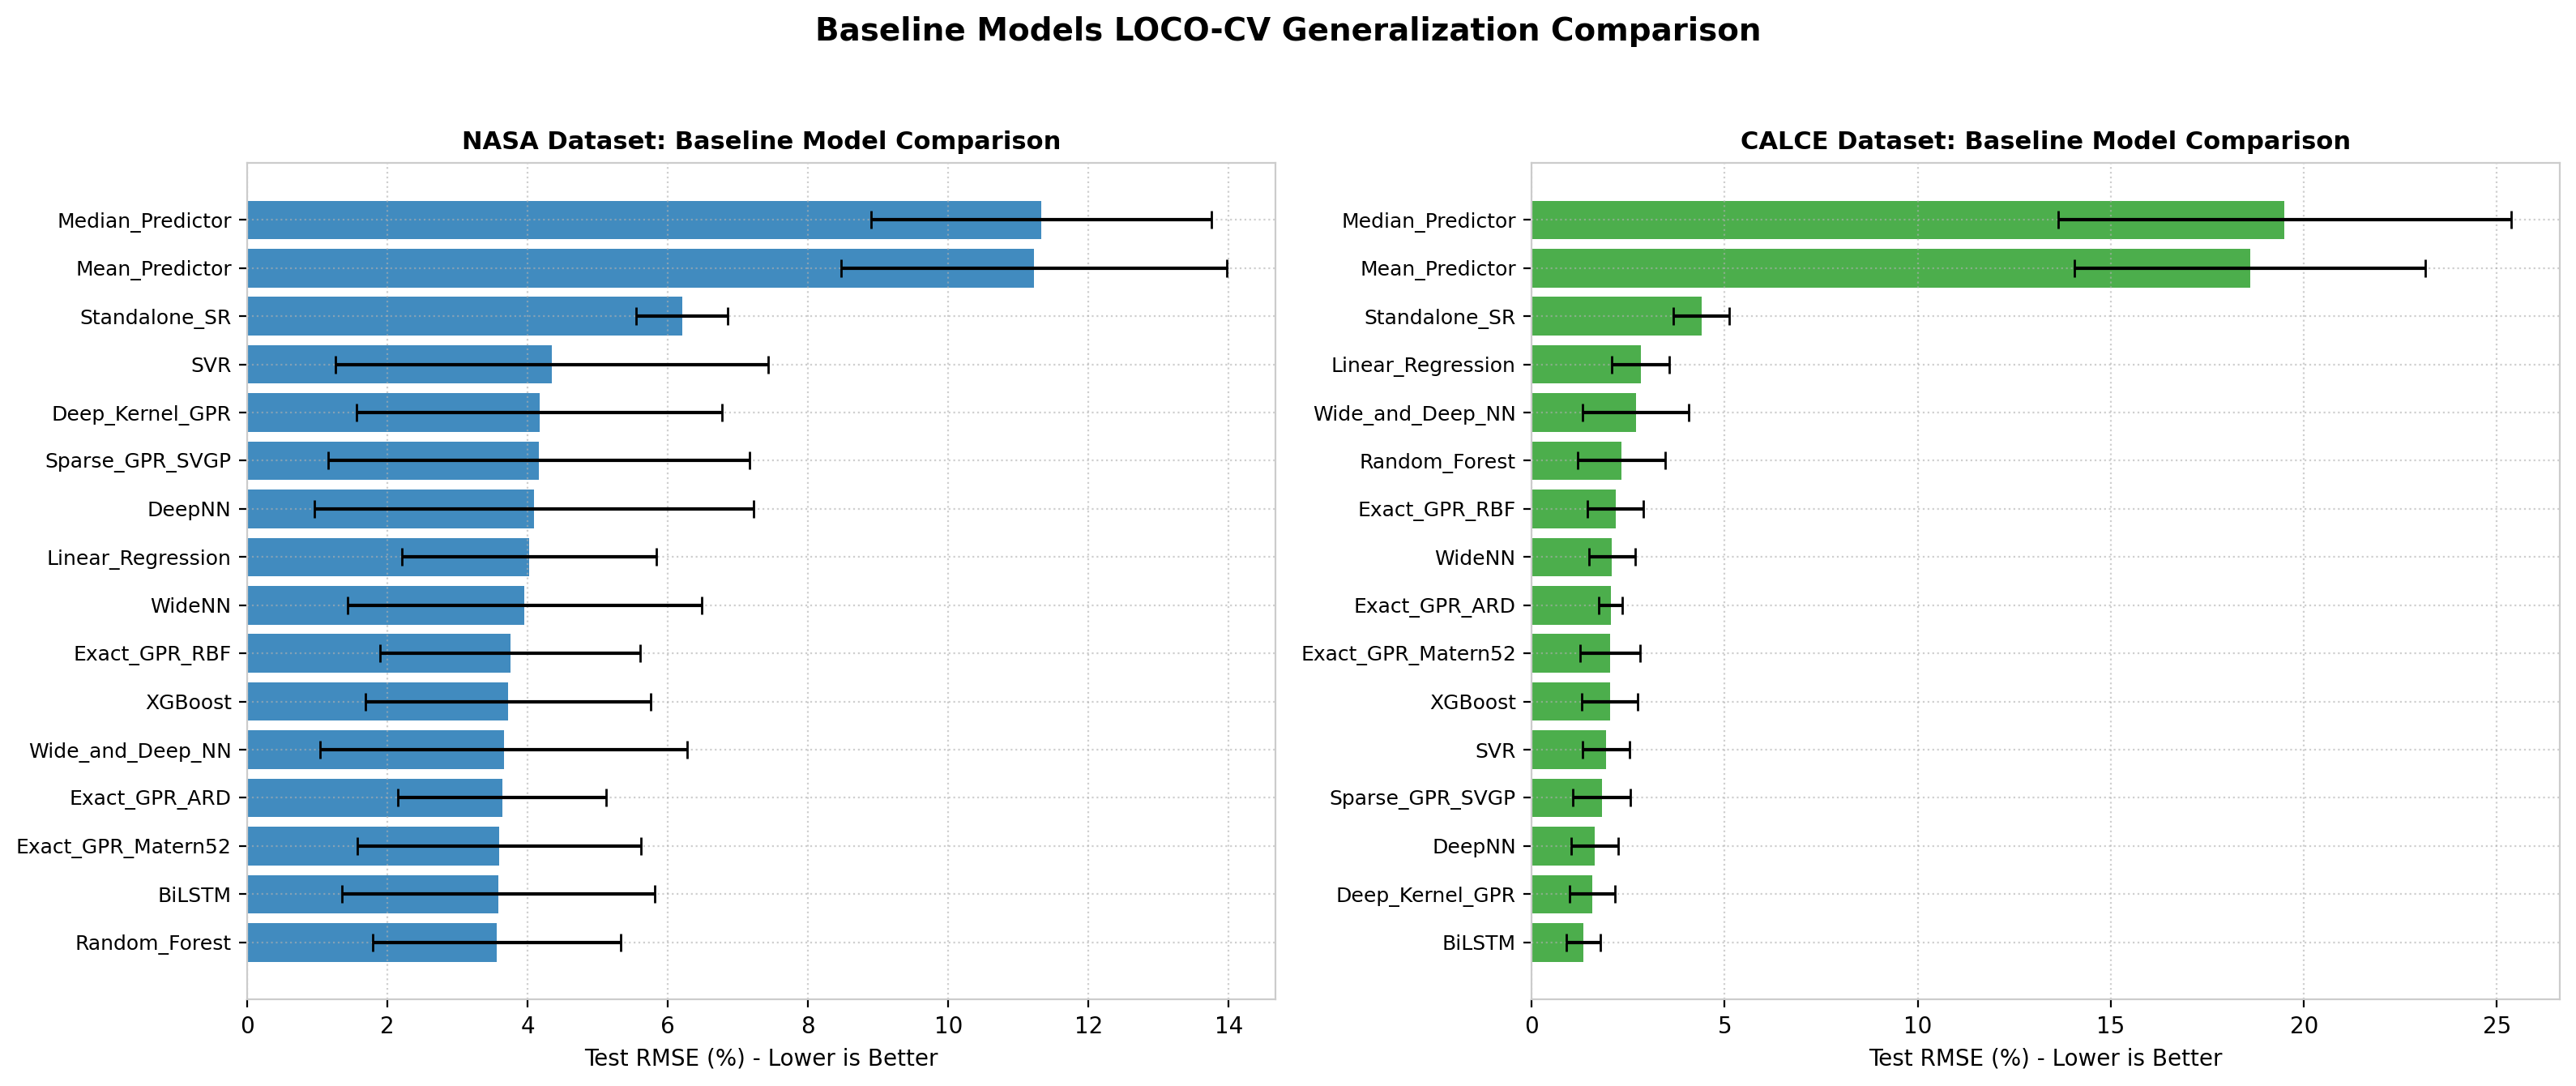 Baseline Models LOCO-CV Generalization Comparison
NASA Dataset: Baseline Model Comparison
Median_Predictor
Mean_Predictor
Standalone_SR
SVR
Deep_Kernel_GPR
Sparse_GPR_SVGP
DeepNN
Linear_Regression
WideNN
Exact_GPR_RBF
XGBoost
Wide_and_Deep_NN
Exact_GPR_ARD
Exact_GPR_Matern52
BiLSTM
Random_Forest
0 2 4 6 8 10 12 14
Test RMSE (%) - Lower is Better
CALCE Dataset: Baseline Model Comparison
Median_Predictor
Mean_Predictor
Standalone_SR
Linear_Regression
Wide_and_Deep_NN
Random_Forest
Exact_GPR_RBF
WideNN
Exact_GPR_ARD
Exact_GPR_Matern52
XGBoost
SVR
Sparse_GPR_SVGP
DeepNN
Deep_Kernel_GPR
BiLSTM
0 5 10 15 20 25
Test RMSE (%) - Lower is Better